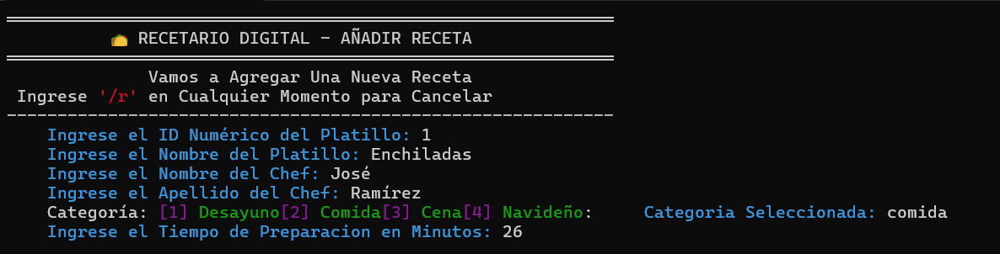 RECETARIO DIGITAL - AÑADIR RECETA
Vamos a Agregar Una Nueva Receta
Ingrese '/r' en Cualquier Momento para Cancelar
------------------------------------------------------------
Ingrese el ID Numérico del Platillo: 1
Ingrese el Nombre del Platillo: Enchiladas
Ingrese el Nombre del Chef: José
Ingrese el Apellido del Chef: Ramírez
Categoría: [1] Desayuno[2] Comida[3] Cena[4] Navideño:     Categoria Seleccionada: comida
Ingrese el Tiempo de Preparacion en Minutos: 26